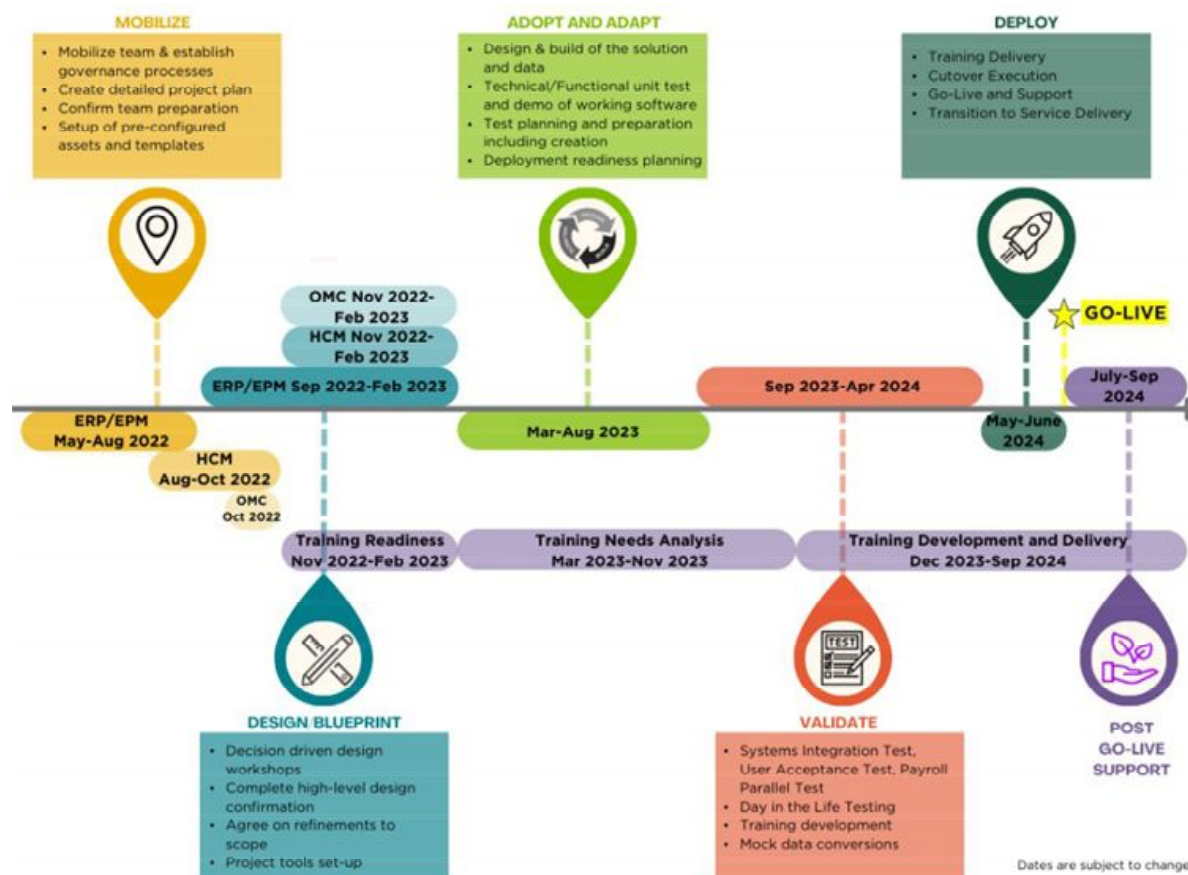 MOBILIZE
• Mobilize team & establish
governance processes
• Create detailed project plan
• Confirm team preparation
• Setup of pre-configured
assets and templates
ADOPT AND ADAPT
• Design & build of the solution
and data
• Technical/Functional unit test
and demo of working software
• Test planning and preparation
including creation
• Deployment readiness planning
DEPLOY
• Training Delivery
• Cutover Execution
• Go-Live and Support
• Transition to Service Delivery
OMC Nov 2022-
Feb 2023
HCM Nov 2022-
Feb 2023
ERP/EPM Sep 2022-Feb 2023
GO-LIVE
Sep 2023-Apr 2024
July-Sep
2024
ERP/EPM
May-Aug 2022
HCM
Aug-Oct 2022
OMC
Oct 2022
Mar-Aug 2023
May-June
2024
Training Readiness
Nov 2022-Feb 2023
Training Needs Analysis
Mar 2023-Nov 2023
Training Development and Delivery
Dec 2023-Sep 2024
TEST
DESIGN BLUEPRINT
• Decision driven design
workshops
• Complete high-level design
confirmation
• Agree on refinements to
scope
• Project tools set-up
VALIDATE
• Systems Integration Test,
User Acceptance Test, Payroll
Parallel Test
• Day in the Life Testing
• Training development
• Mock data conversions
POST
GO-LIVE
SUPPORT
Dates are subject to change